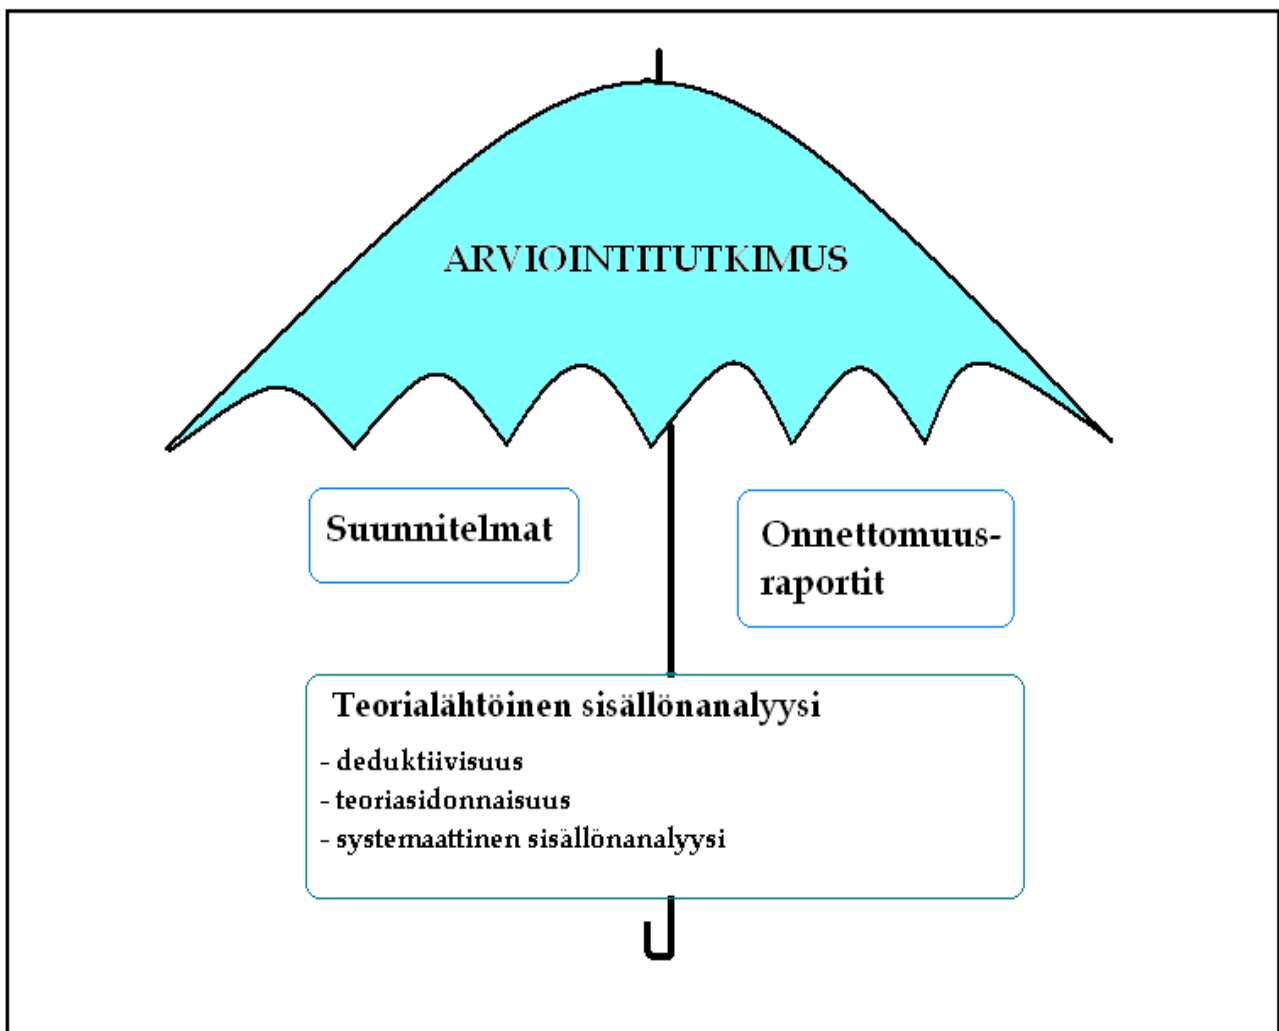 ARVIOINTITUTKIMUS
Suunnitelmat
Onnettomuus-
raportit
Teorialähtöinen sisällönanalyysi
- deduktiivisuus
- teoriasidonnaisuus
- systemaattinen sisällönanalyysi